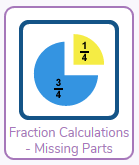 1/4
3/4
Fraction Calculations
- Missing Parts